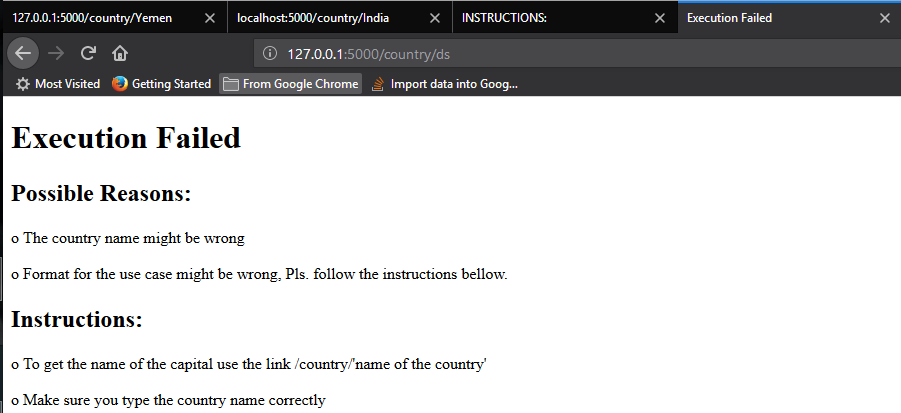 127.0.0.1:5000/country/Yemen
localhost:5000/country/India
INSTRUCTIONS:
Execution Failed
127.0.0.1:5000/country/ds
Most Visited
Getting Started
From Google Chrome
Import data into Goog...
Execution Failed
Possible Reasons:
o The country name might be wrong
o Format for the use case might be wrong, Pls. follow the instructions bellow.
Instructions:
o To get the name of the capital use the link /country/'name of the country'
o Make sure you type the country name correctly